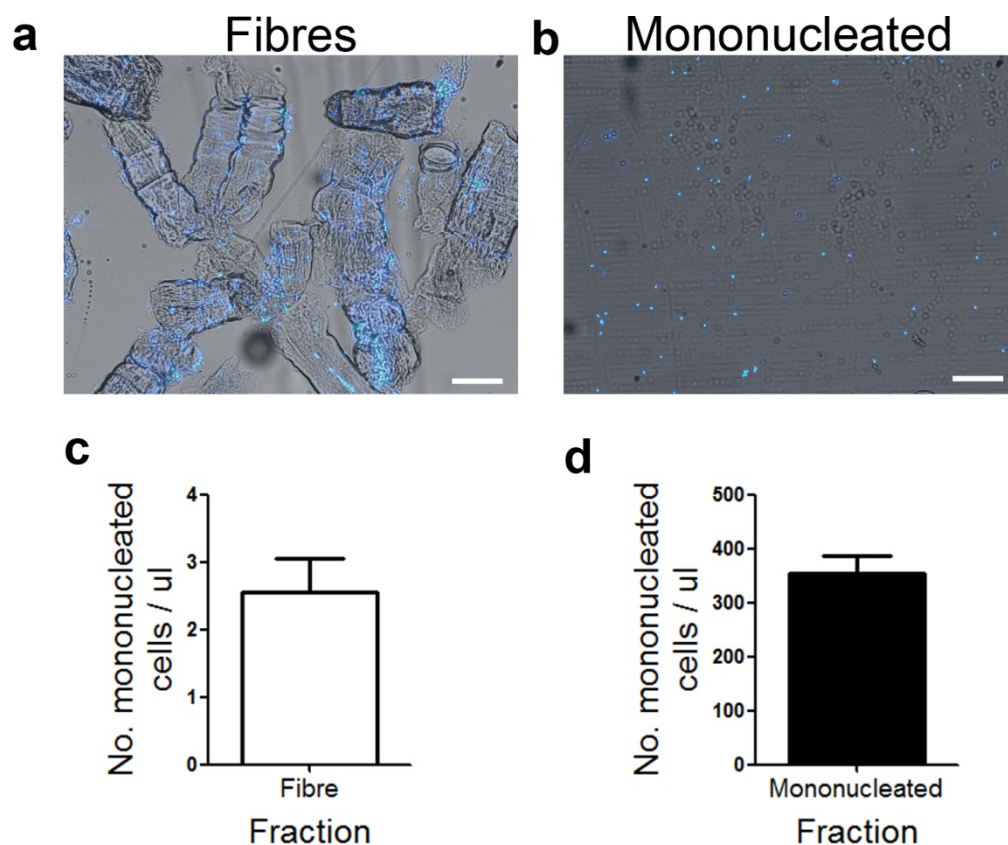 a Fibres
b Mononucleated
c
No. mononucleated
cells / ul
4
3
2
1
0
Fibre
Fraction
d
No. mononucleated
cells / ul
500
400
300
200
100
0
Mononucleated
Fraction